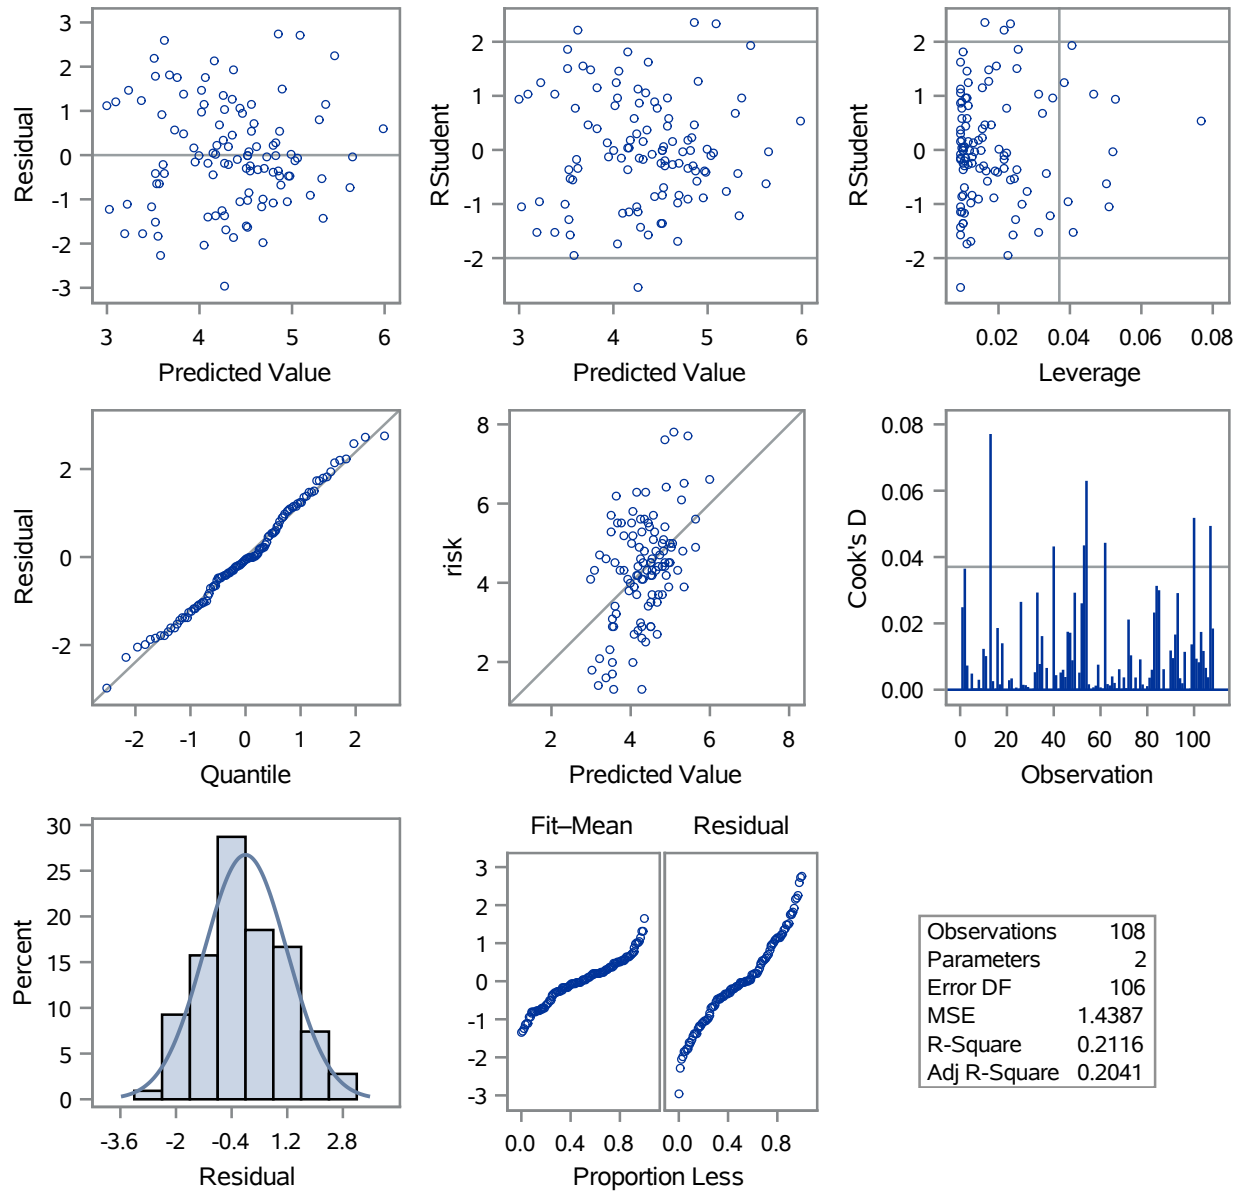 Residual
3
2
1
0
-1
-2
-3
3 4 5 6
Predicted Value
RStudent
2
0
-2
3 4 5 6
Predicted Value
RStudent
2
0
-2
0.02 0.04 0.06 0.08
Leverage
Residual
2
0
-2
-2 -1 0 1 2
Quantile
risk
8
6
4
2
2 4 6 8
Predicted Value
Cook's D
0.08
0.06
0.04
0.02
0.00
0 20 40 60 80 100
Observation
Percent
30
25
20
15
10
5
0
-3.6 -2 -0.4 1.2 2.8
Residual
Fit–Mean Residual
3
2
1
0
-1
-2
-3
0.0 0.4 0.8 0.0 0.4 0.8
Proportion Less
Observations 108
Parameters 2
Error DF 106
MSE 1.4387
R-Square 0.2116
Adj R-Square 0.2041